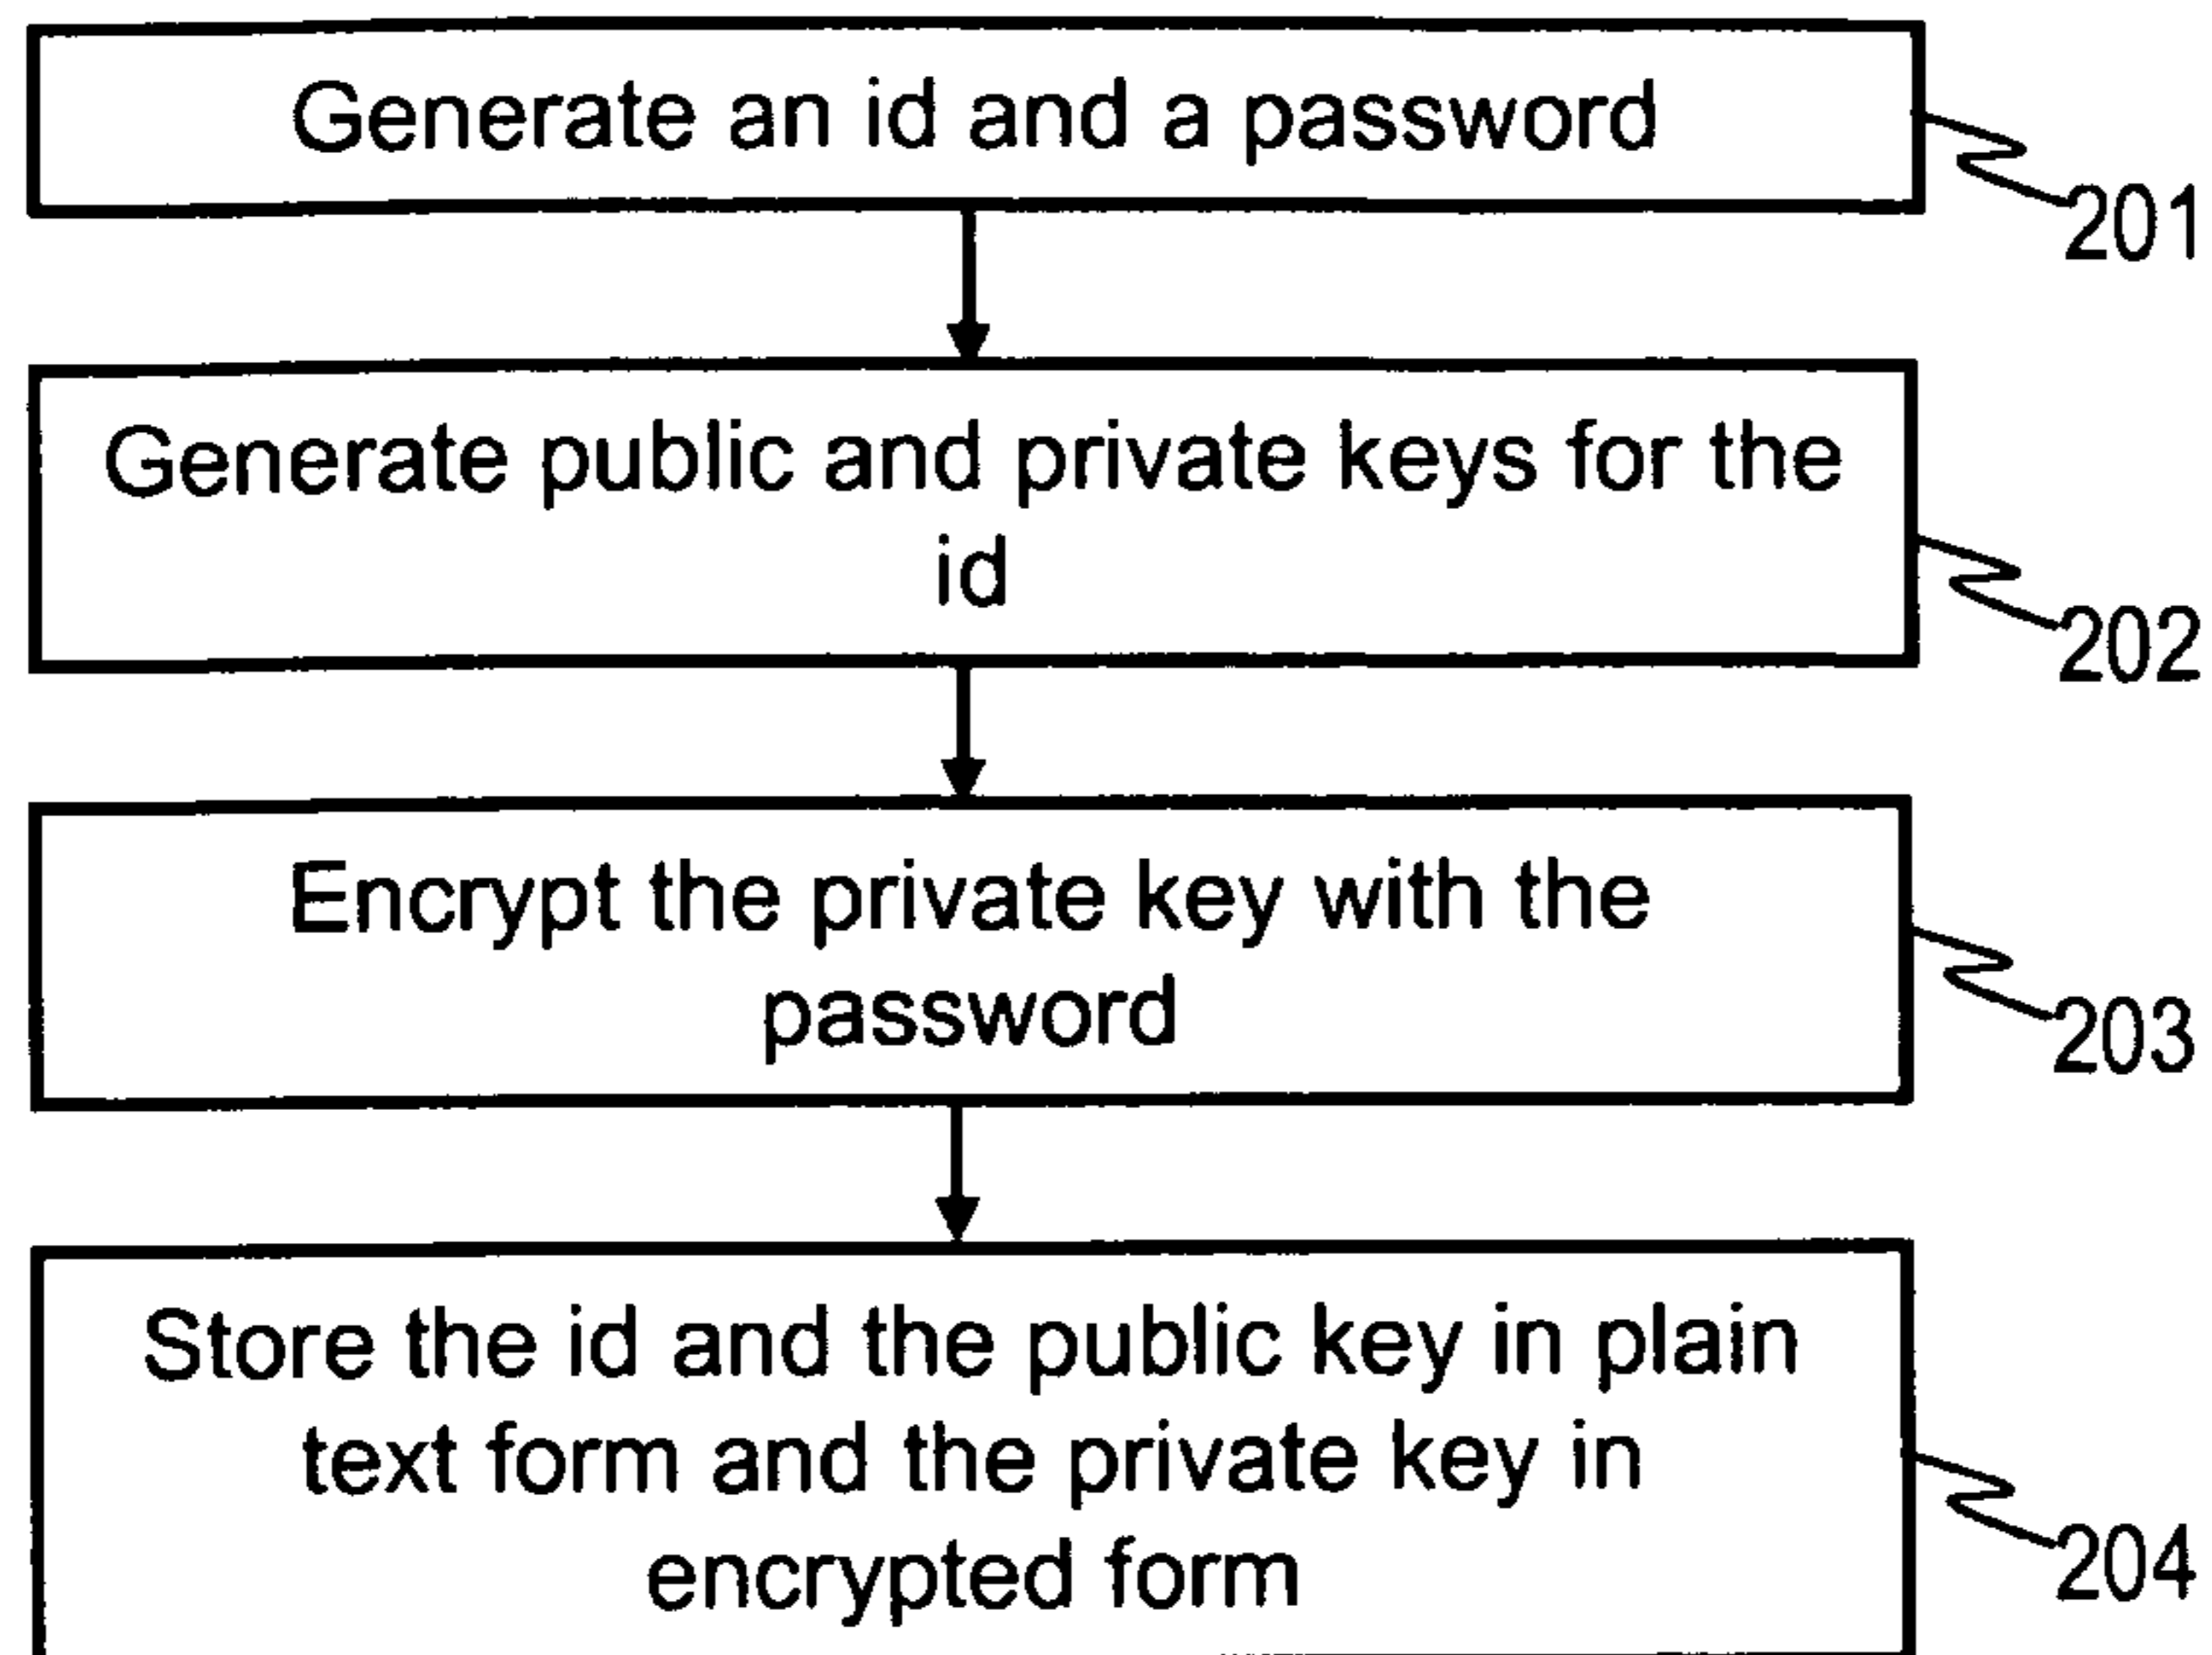 Generate an id and a password
201
Generate public and private keys for the
id
202
Encrypt the private key with the
password
203
Store the id and the public key in plain
text form and the private key in
encrypted form
204